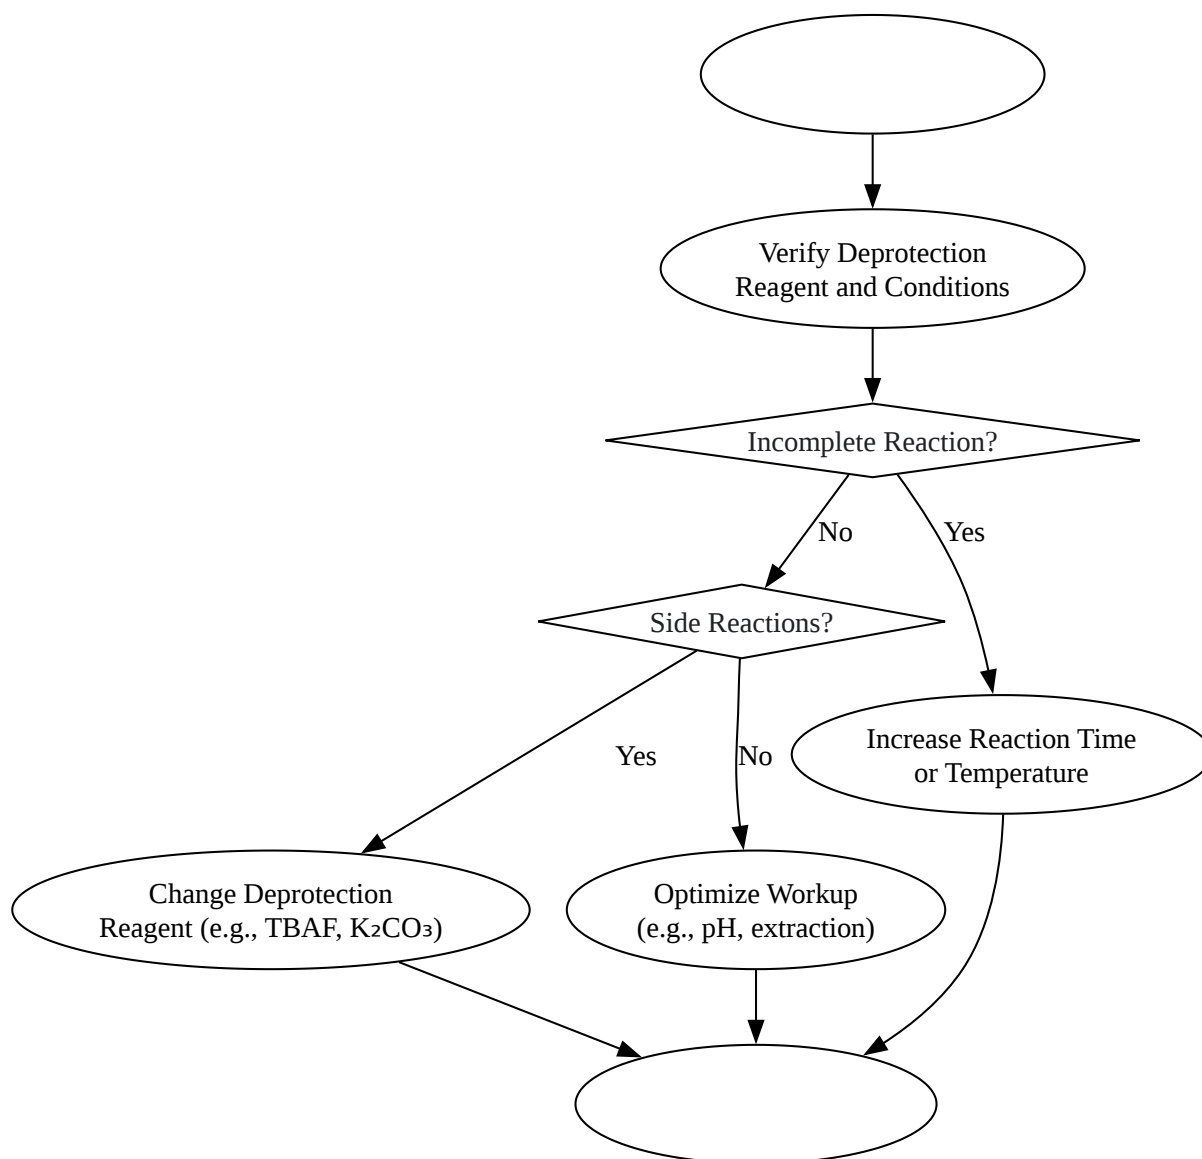 Verify Deprotection
Reagent and Conditions
Incomplete Reaction?
No
Yes
Side Reactions?
Increase Reaction Time
or Temperature
Yes
No
Change Deprotection
Reagent (e.g., TBAF, K₂CO₃)
Optimize Workup
(e.g., pH, extraction)